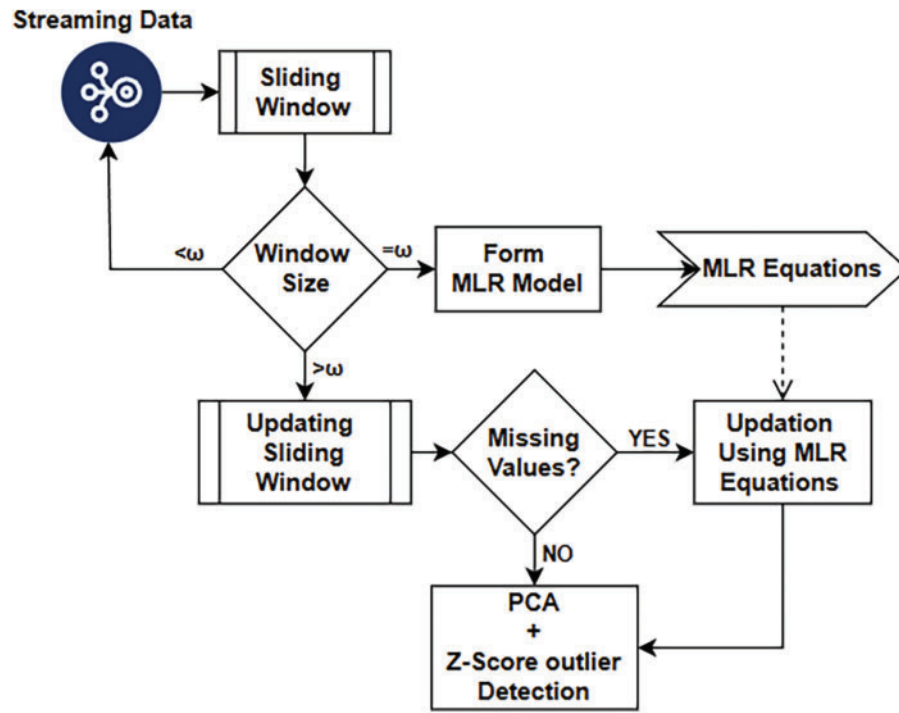 Streaming Data
Sliding
Window
<ω
Window
Size
=ω
Form
MLR Model
MLR Equations
>ω
Updating
Sliding
Window
Missing
Values?
YES
Updation
Using MLR
Equations
NO
PCA
+
Z-Score outlier
Detection